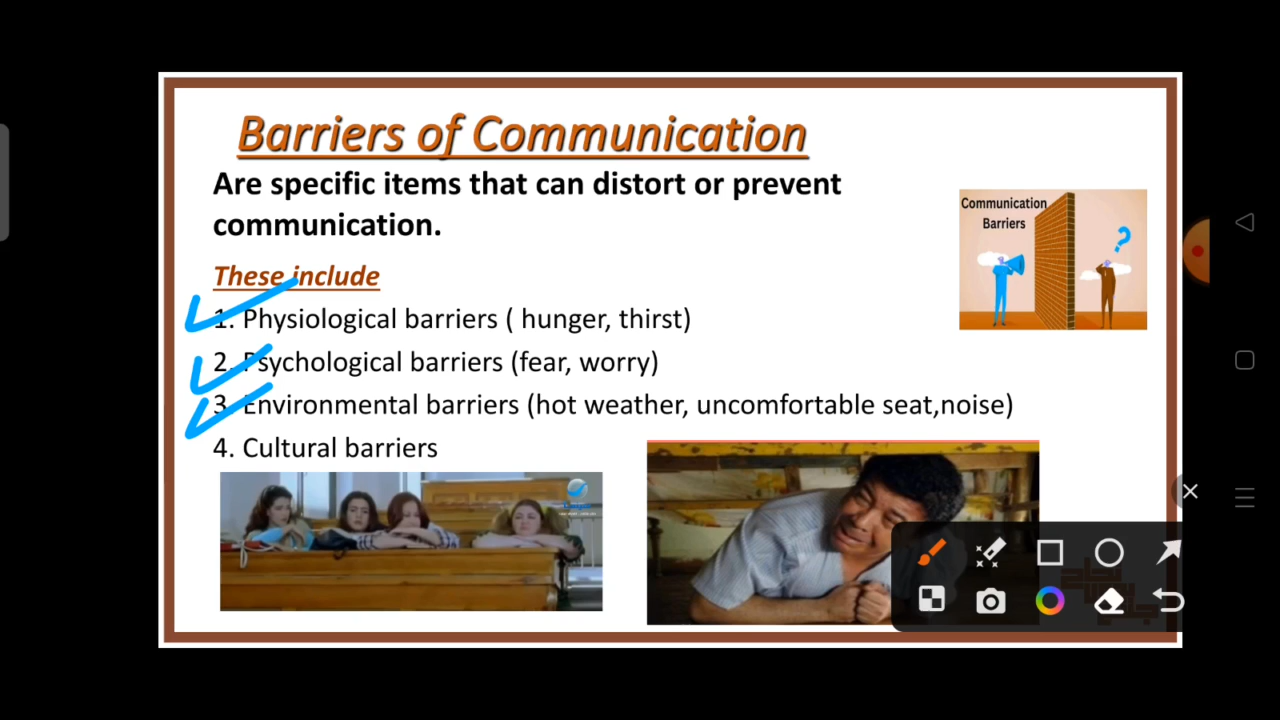 Barriers of Communication
Are specific items that can distort or prevent
communication.
Communication
Barriers
?
These include
1. Physiological barriers ( hunger, thirst)
2. Psychological barriers (fear, worry)
3. Environmental barriers (hot weather, uncomfortable seat,noise)
4. Cultural barriers